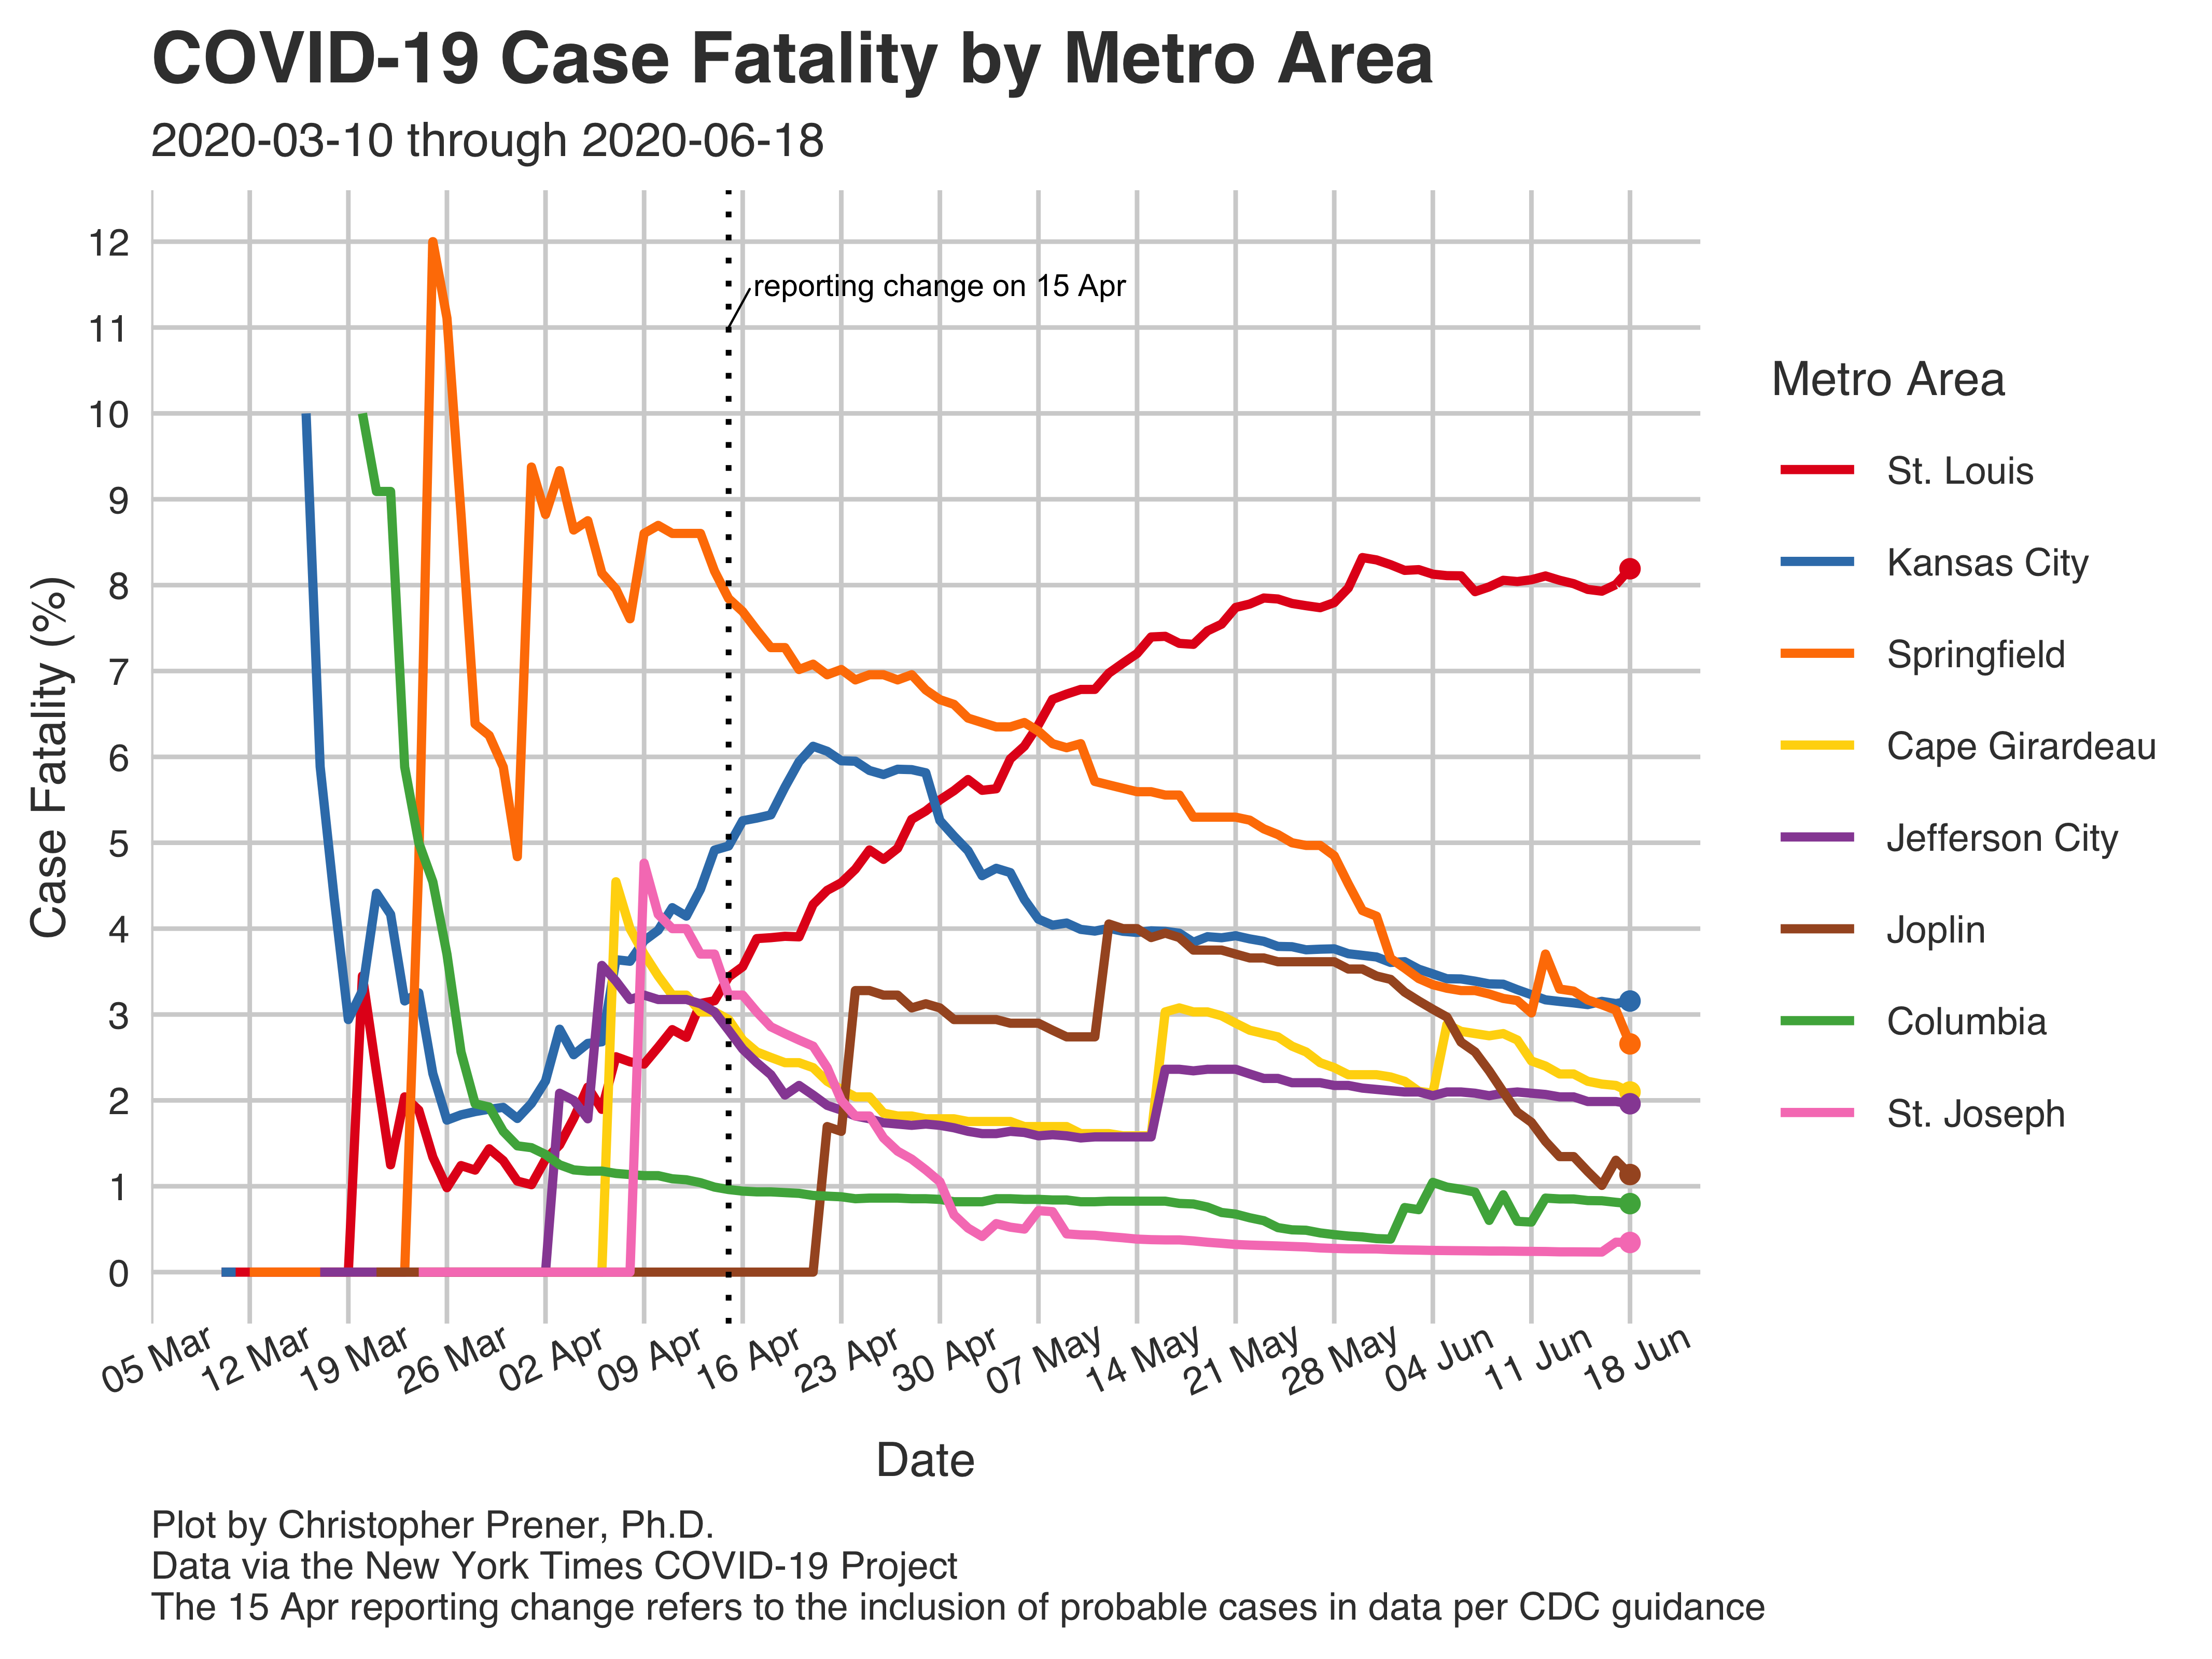 COVID-19 Case Fatality by Metro Area
2020-03-10 through 2020-06-18
12
11
10
9
8
7
6
5
4
3
2
1
0
Case Fatality (%)
reporting change on 15 Apr
05 Mar
12 Mar
19 Mar
26 Mar
02 Apr
09 Apr
16 Apr
23 Apr
30 Apr
07 May
14 May
21 May
28 May
04 Jun
11 Jun
18 Jun
Date
Metro Area
St. Louis
Kansas City
Springfield
Cape Girardeau
Jefferson City
Joplin
Columbia
St. Joseph
Plot by Christopher Prener, Ph.D.
Data via the New York Times COVID-19 Project
The 15 Apr reporting change refers to the inclusion of probable cases in data per CDC guidance